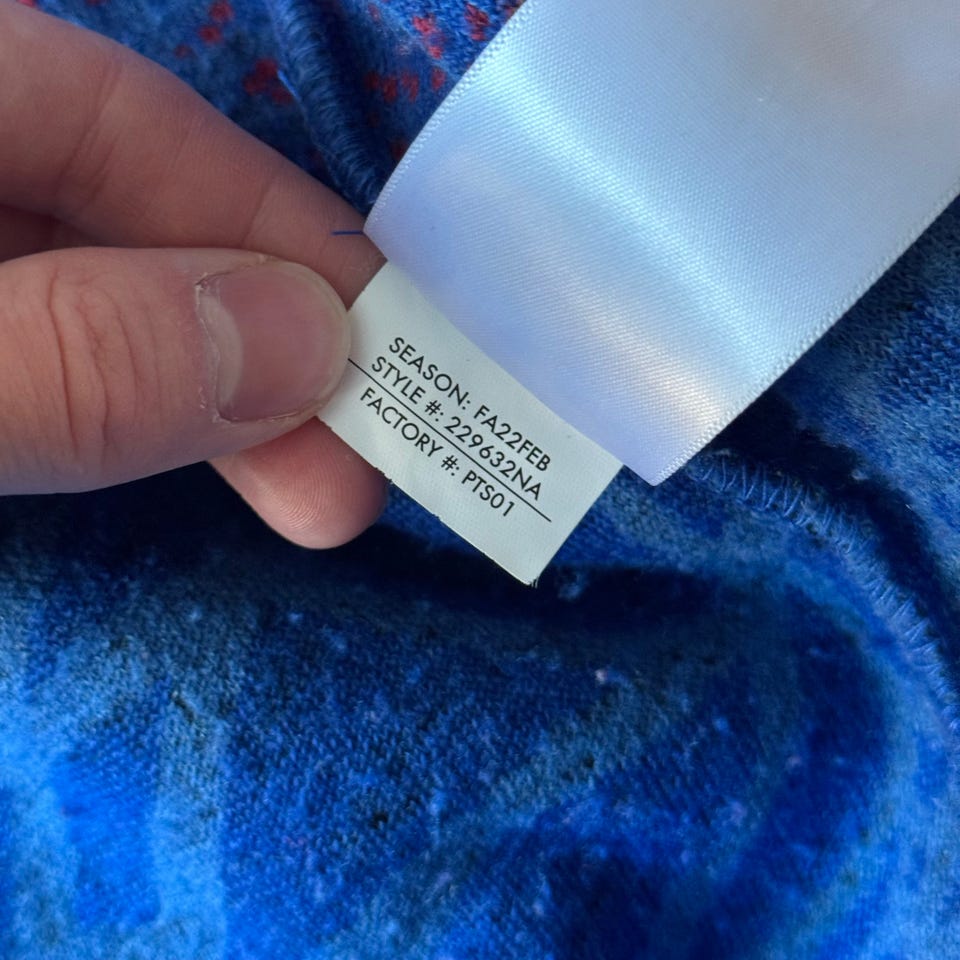 SEASON: FA22FEB
STYLE #: 229632NA
FACTORY #: PTS01